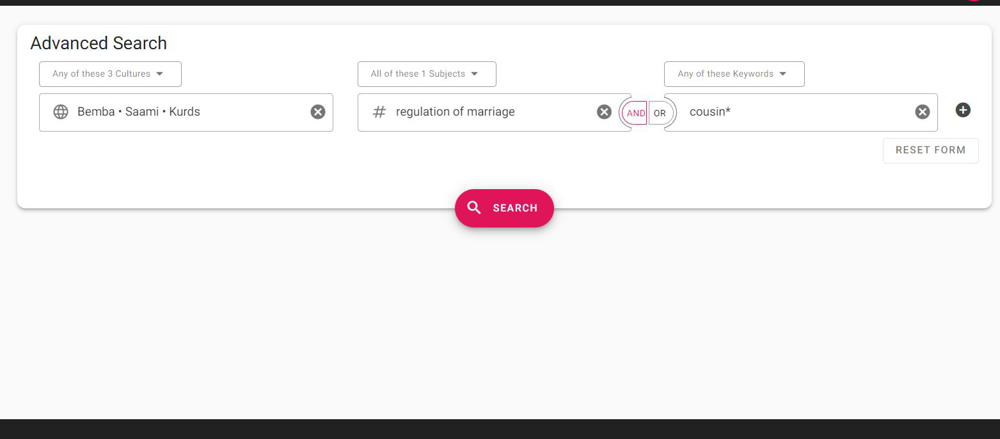 Advanced Search
Any of these 3 Cultures
All of these 1 Subjects
Any of these Keywords
Bemba • Saami • Kurds
# regulation of marriage
AND OR
cousin*
RESET FORM
SEARCH